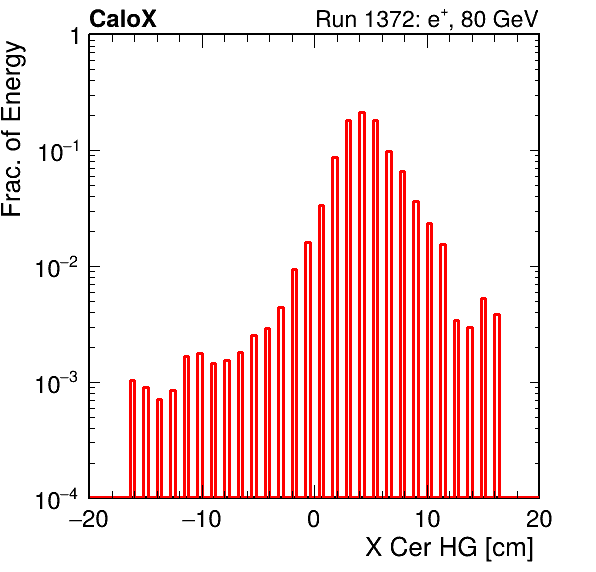 CaloX
Run 1372: e⁺, 80 GeV
Frac. of Energy
1
10⁻¹
10⁻²
10⁻³
10⁻⁴
−20 −10 0 10 20
X Cer HG [cm]